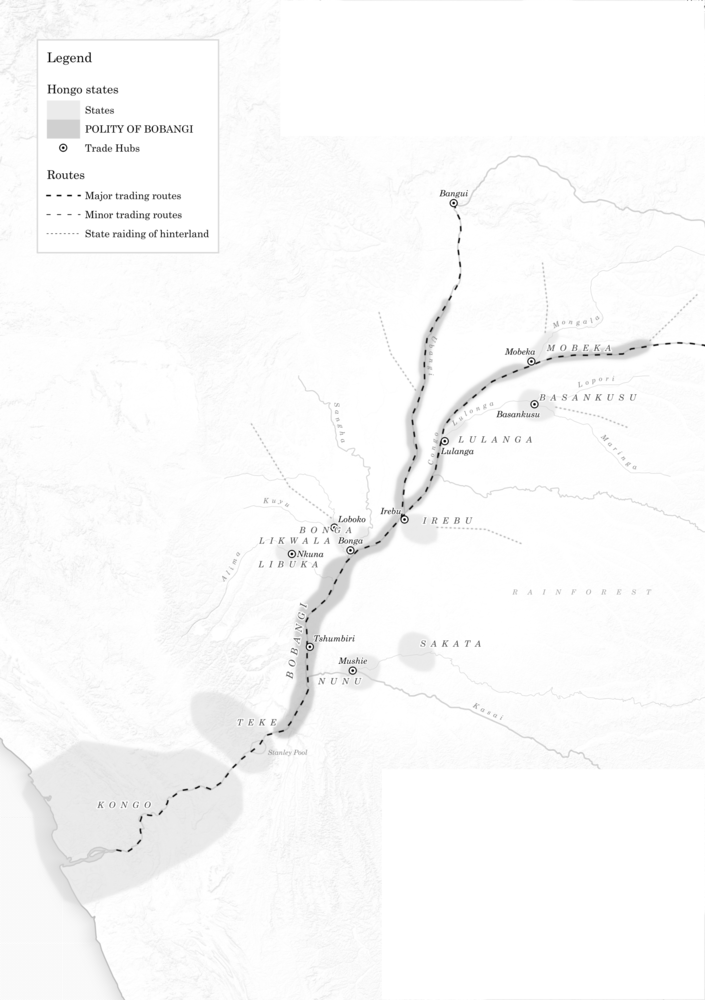 Legend
Hongo states
States
POLITY OF BOBANGI
Trade Hubs
Routes
Major trading routes
Minor trading routes
State raiding of hinterland
Bangui
Ubangi
Mongala
Mobeka
MOBEKA
Lopori
BASANKUSU
Basankusu
Lulonga
Sangha
Congo
LULANGA
Lulanga
Maringa
Kuyu
Irebu
IREBU
Loboko
BONGA
LIKWALA
Bonga
Nkuna
LIBUKA
Alima
RAINFOREST
BOBANGI
Tshumbiri
SAKATA
Mushie
NUNU
Kasai
TEKE
Stanley Pool
KONGO